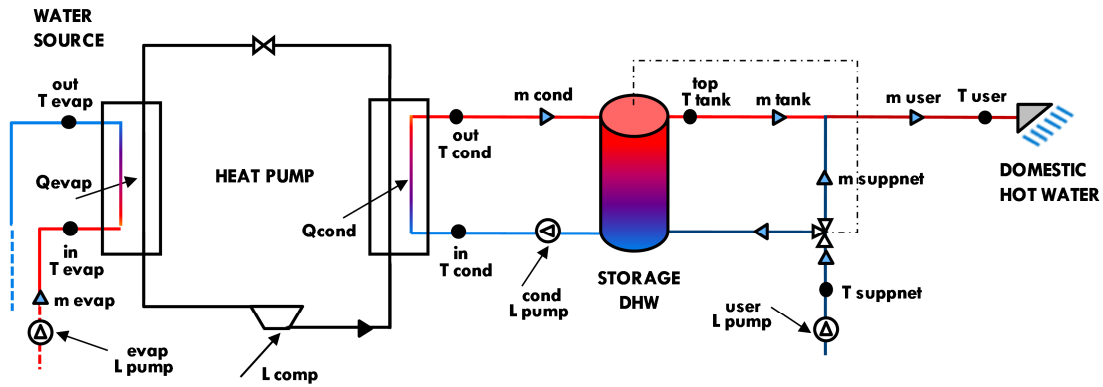 WATER
SOURCE
out
T evap
Qevap
in
T evap
m evap
evap
L pump
HEAT PUMP
Qcond
L comp
out
T cond
in
T cond
m cond
cond
L pump
STORAGE
DHW
top
T tank
m tank
m user
T user
m suppnet
T suppnet
user
L pump
DOMESTIC
HOT WATER